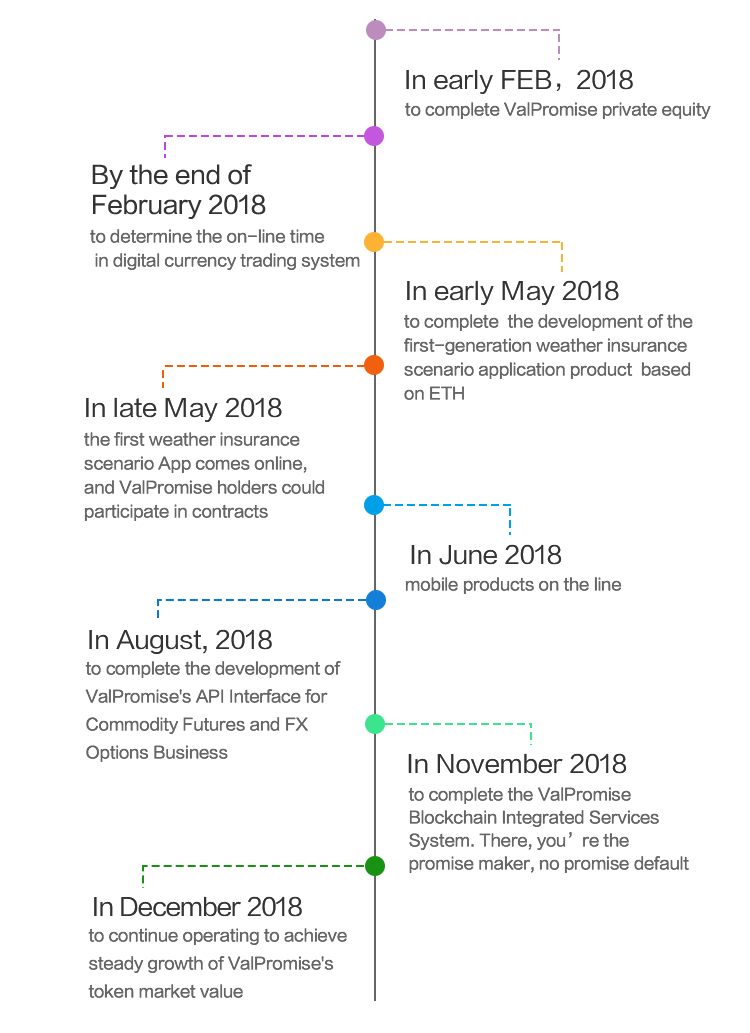 In early FEB，2018
to complete ValPromise private equity
By the end of
February 2018
to determine the on-line time
in digital currency trading system
In early May 2018
to complete the development of the
first-generation weather insurance
scenario application product based
on ETH
In late May 2018
the first weather insurance
scenario App comes online,
and ValPromise holders could
participate in contracts
In June 2018
mobile products on the line
In August, 2018
to complete the development of
ValPromise's API Interface for
Commodity Futures and FX
Options Business
In November 2018
to complete the ValPromise
Blockchain Integrated Services
System. There, you’re the
promise maker, no promise default
In December 2018
to continue operating to achieve
steady growth of ValPromise's
token market value